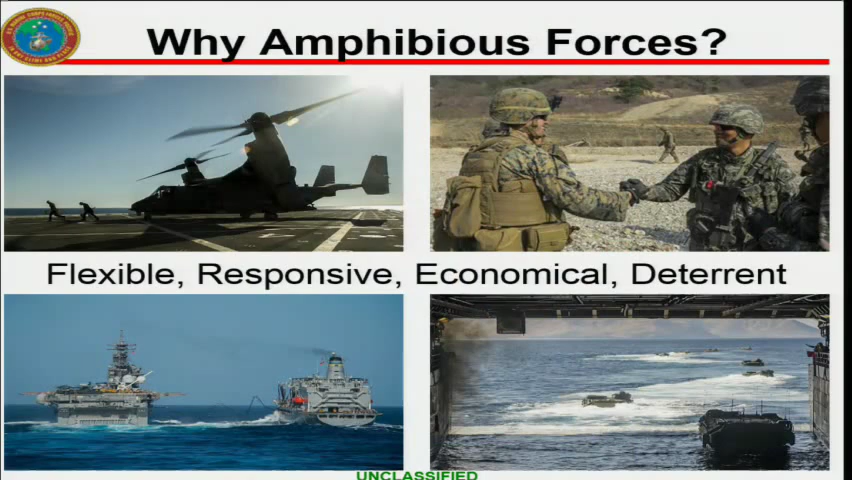 Why Amphibious Forces?
Flexible, Responsive, Economical, Deterrent
UNCLASSIFIED